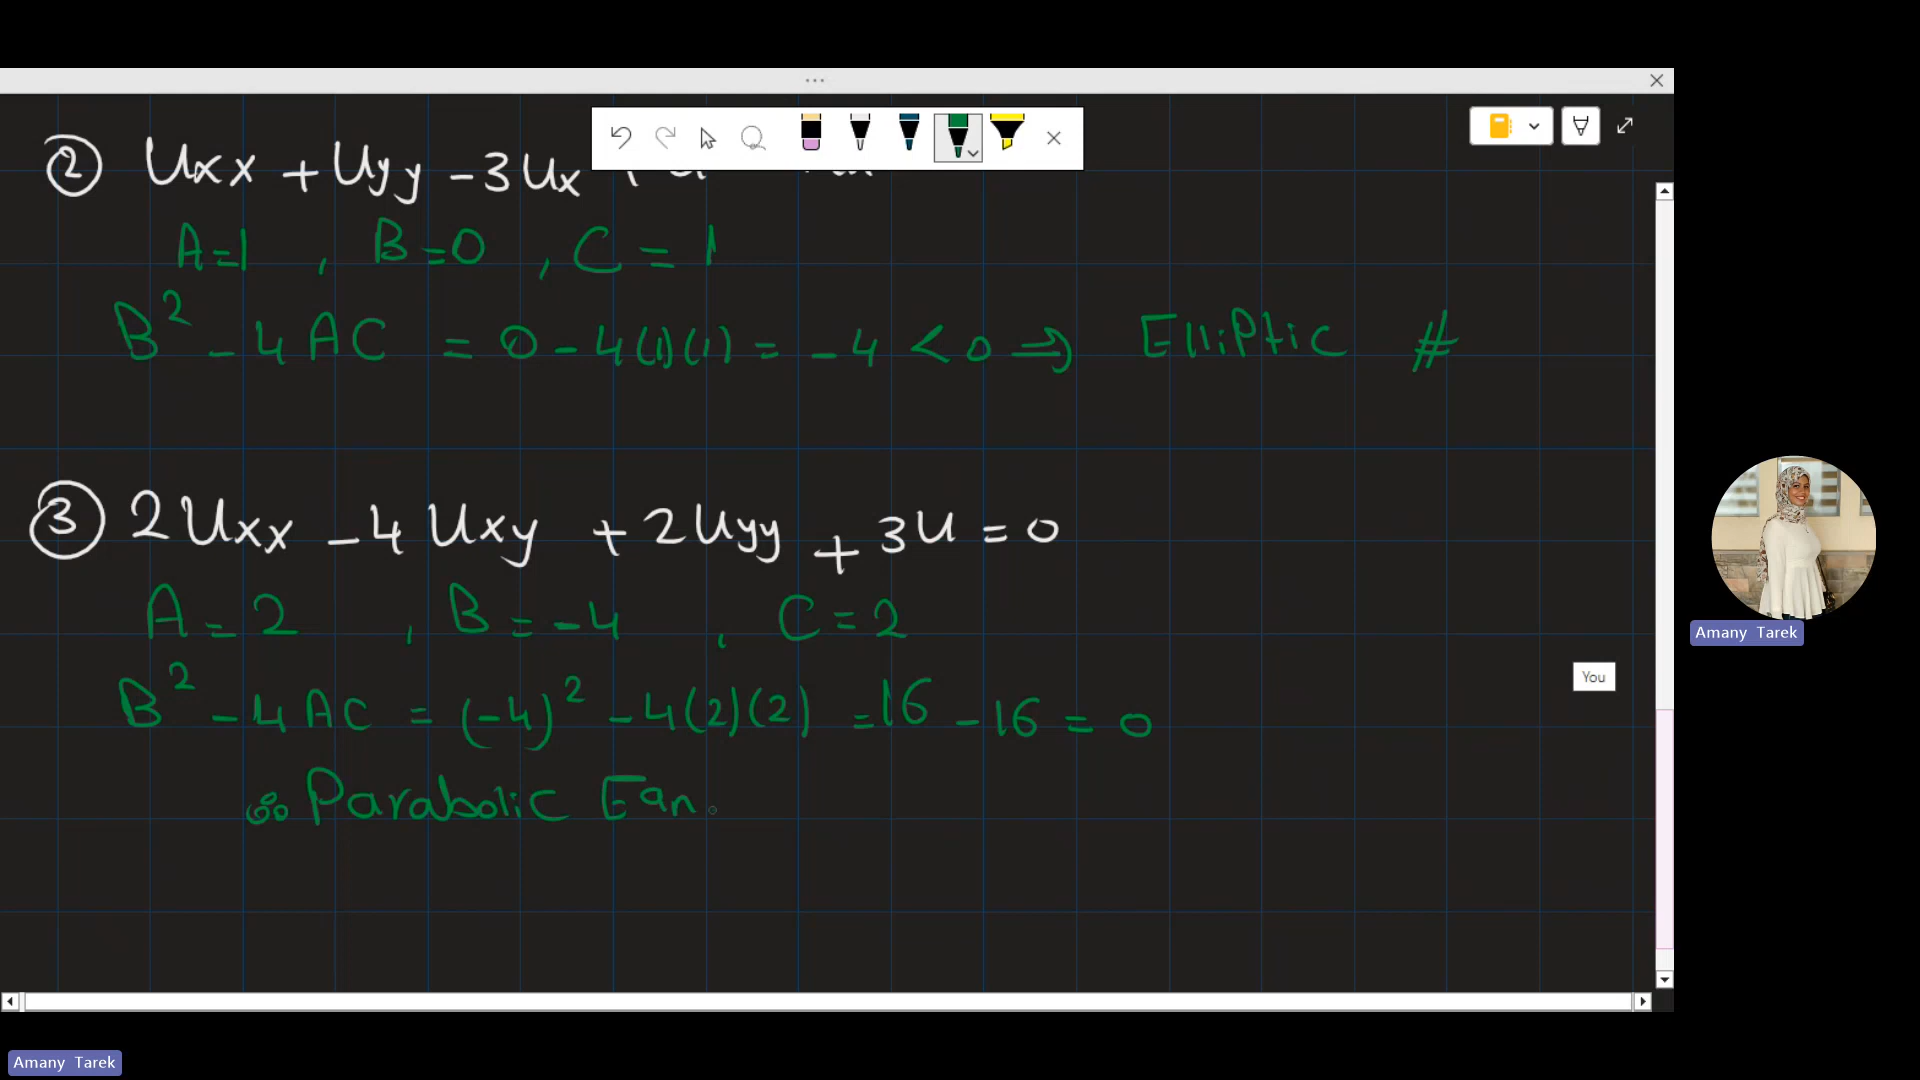 ② Uxx + Uyy - 3Ux
A=1 , B=0 , C=1
B² - 4AC = 0 - 4(1)(1) = -4 < 0 ⇒ Elliptic #
③ 2Uxx - 4Uxy + 2Uyy + 3U = 0
A=2 , B=-4 , C=2
Amany Tarek
You
B² - 4AC = (-4)² - 4(2)(2) = 16 - 16 = 0
Parabolic Eqn.
Amany Tarek